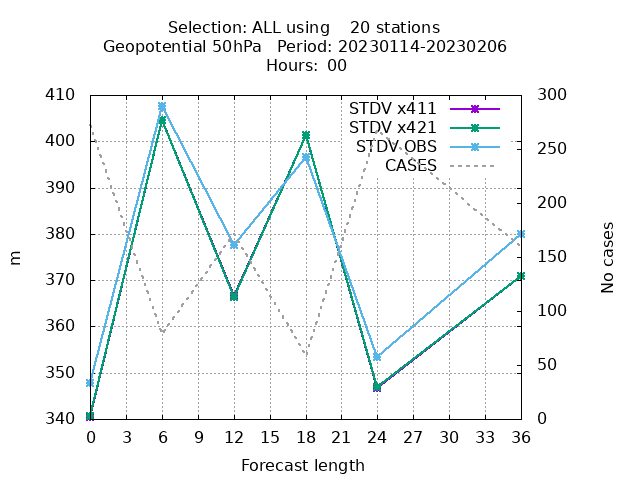 Selection: ALL using    20 stations
Geopotential 50hPa   Period: 20230114-20230206
Hours: 00
STDV x411
STDV x421
STDV OBS
CASES
410
400
390
380
370
360
350
340
m
300
250
200
150
100
50
0
No cases
0 3 6 9 12 15 18 21 24 27 30 33 36
Forecast length